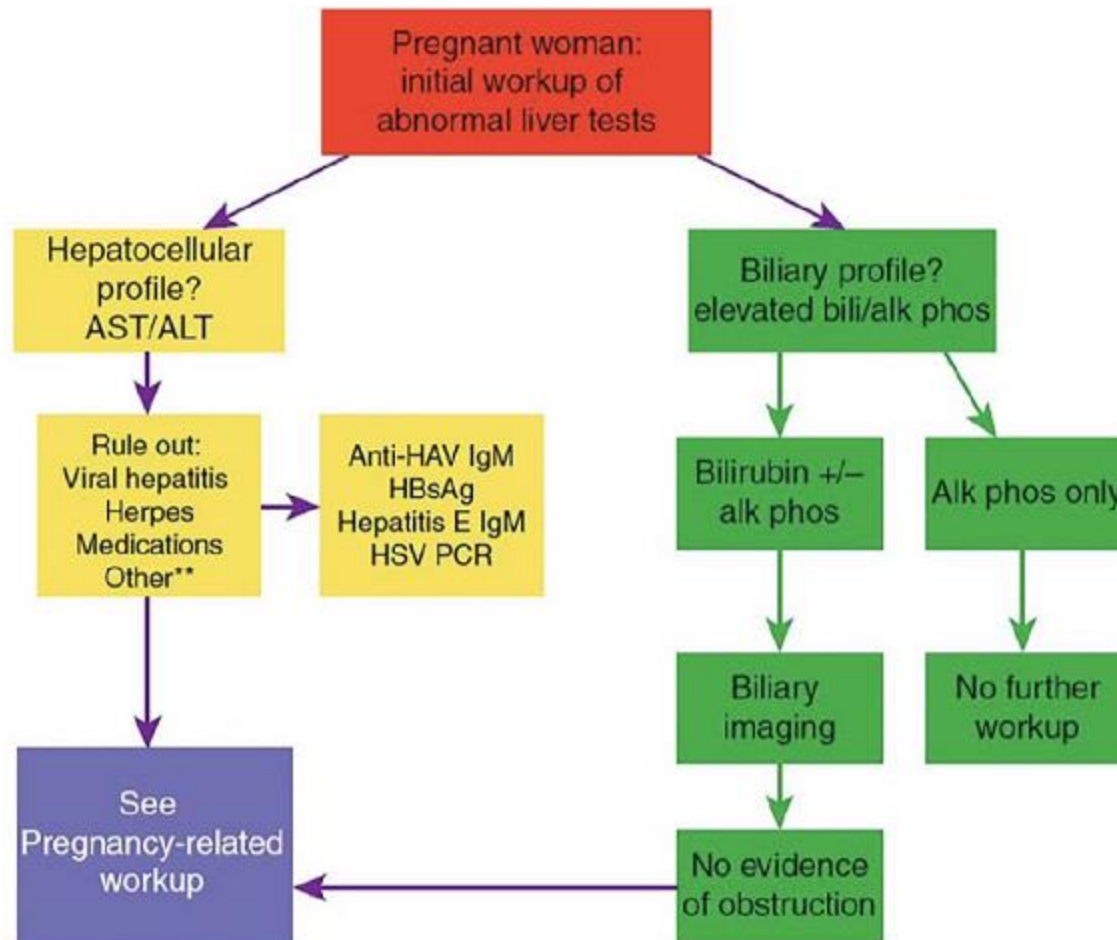 Pregnant woman:
initial workup of
abnormal liver tests
Hepatocellular
profile?
AST/ALT
Biliary profile?
elevated bili/alk phos
Rule out:
Viral hepatitis
Herpes
Medications
Other**
Anti-HAV IgM
HBsAg
Hepatitis E IgM
HSV PCR
Bilirubin +/–
alk phos
Alk phos only
Biliary
imaging
No further
workup
See
Pregnancy-related
workup
No evidence
of obstruction